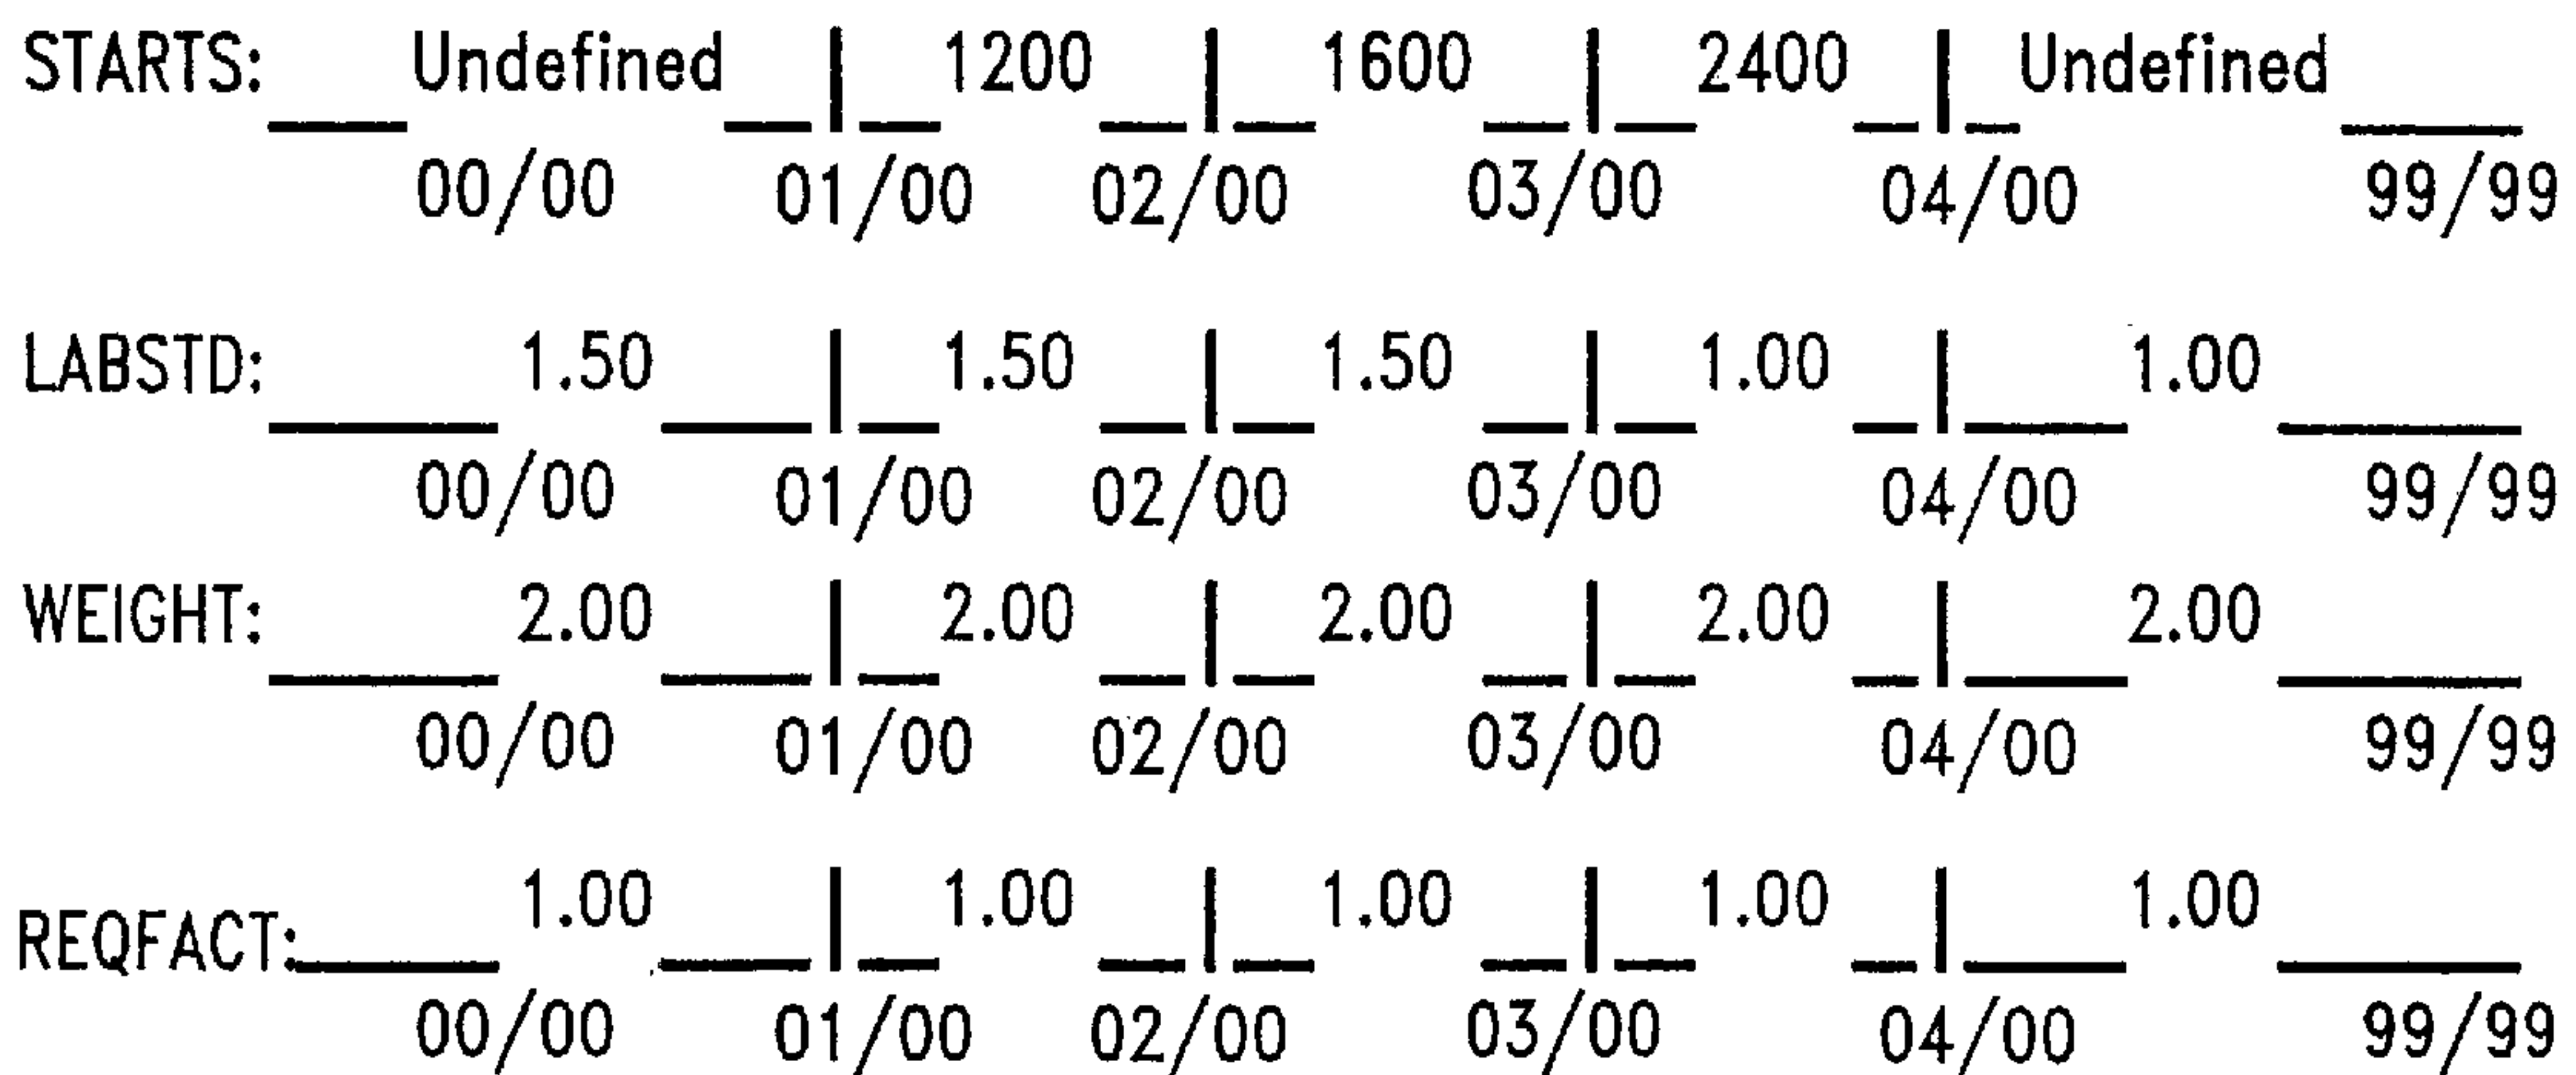 STARTS: Undefined 1200 1600 2400 Undefined
00/00 01/00 02/00 03/00 04/00 99/99
LABSTD: 1.50 1.50 1.50 1.00 1.00
00/00 01/00 02/00 03/00 04/00 99/99
WEIGHT: 2.00 2.00 2.00 2.00 2.00
00/00 01/00 02/00 03/00 04/00 99/99
REQFACT: 1.00 1.00 1.00 1.00 1.00
00/00 01/00 02/00 03/00 04/00 99/99